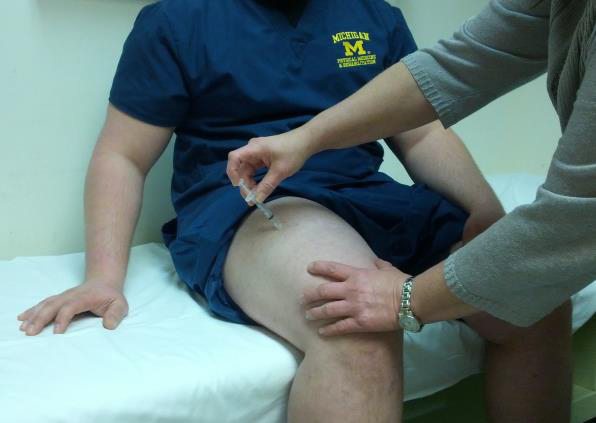 MICHIGAN
M
PHYSICAL MEDICINE
& REHABILITATION